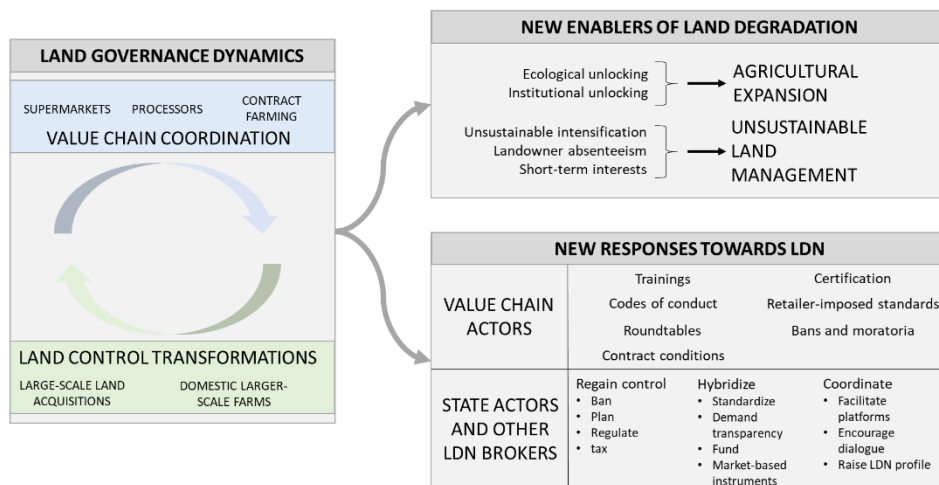 LAND GOVERNANCE DYNAMICS
SUPERMARKETS
PROCESSORS
CONTRACT
FARMING
VALUE CHAIN COORDINATION
LAND CONTROL TRANSFORMATIONS
LARGE-SCALE LAND
ACQUISITIONS
DOMESTIC LARGER-
SCALE FARMS
NEW ENABLERS OF LAND DEGRADATION
Ecological unlocking
Institutional unlocking
AGRICULTURAL
EXPANSION
Unsustainable intensification
Landowner absenteeism
Short-term interests
UNSUSTAINABLE
LAND
MANAGEMENT
NEW RESPONSES TOWARDS LDN
VALUE CHAIN
ACTORS
Trainings
Certification
Codes of conduct
Retailer-imposed standards
Roundtables
Bans and moratoria
Contract conditions
STATE ACTORS
AND OTHER
LDN BROKERS
Regain control
• Ban
• Plan
• Regulate
• tax
Hybridize
• Standardize
• Demand
transparency
• Fund
• Market-based
instruments
Coordinate
• Facilitate
platforms
• Encourage
dialogue
• Raise LDN profile